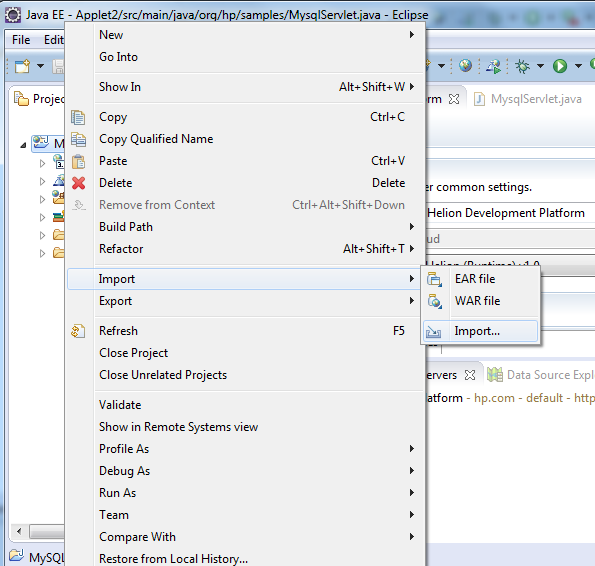 Java EE - Applet2/src/main/java/org/hp/samples/MysqlServlet.java - Eclipse
File Edit
New
Go Into
Show In Alt+Shift+W
Copy Ctrl+C
Copy Qualified Name
Paste Ctrl+V
Delete Delete
Remove from Context Ctrl+Alt+Shift+Down
Build Path
Refactor Alt+Shift+T
Import
Export
Refresh F5
Close Project
Close Unrelated Projects
Validate
Show in Remote Systems view
Profile As
Debug As
Run As
Team
Compare With
Restore from Local History...
EAR file
WAR file
Import...
Projec
MysqlServlet.java
er common settings.
Helion Development Platform
ud
Helion (Runtime) v1.0
ervers
Data Source Expl
atform - hp.com - default - http
MySQL